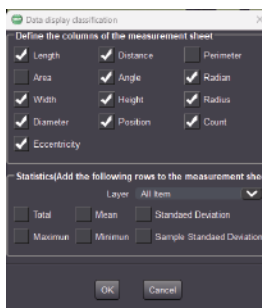 Data display classification
Define the columns of the measurement sheet
Length Distance Perimeter
Area Angle Radian
Width Height Radius
Diameter Position Count
Eccentricity
Statistics(Add the following rows to the measurement shee
Layer All Item
Total Mean Standaed Deviation
Maximun Minimun Sample Standaed Deviation
OK Cancel